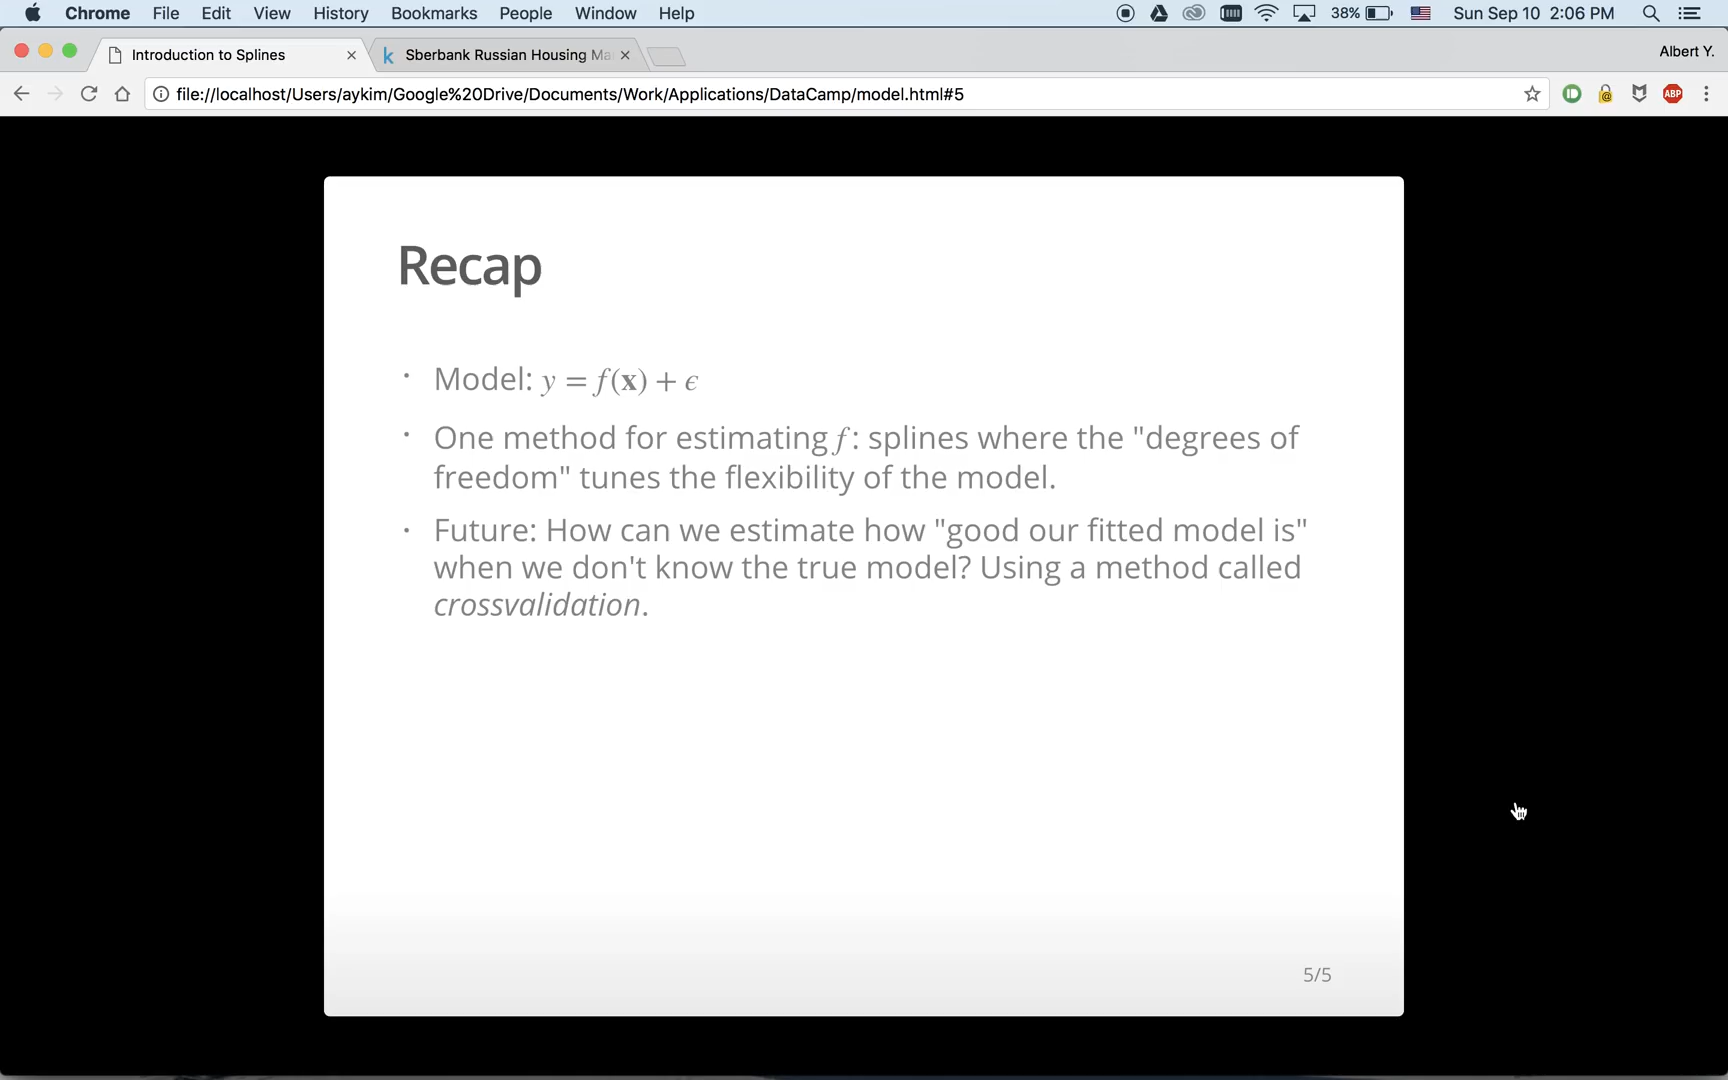 Chrome File Edit View History Bookmarks People Window Help 38% Sun Sep 10 2:06 PM
Introduction to Splines Sberbank Russian Housing Ma Albert Y.
file://localhost/Users/aykim/Google%20Drive/Documents/Work/Applications/DataCamp/model.html#5 ABP
Recap
• Model: y = f(x) + ϵ
• One method for estimating f: splines where the "degrees of
freedom" tunes the flexibility of the model.
• Future: How can we estimate how "good our fitted model is"
when we don't know the true model? Using a method called
crossvalidation.
5/5